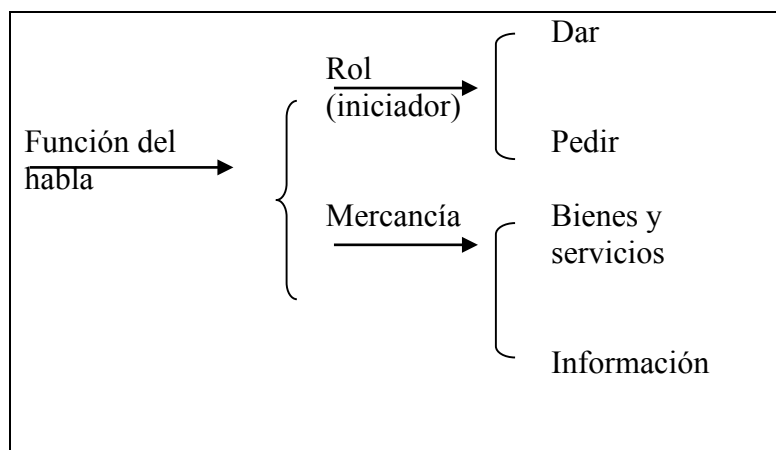 Dar
Rol
(iniciador)
Función del
habla
Pedir
Mercancía
Bienes y
servicios
Información